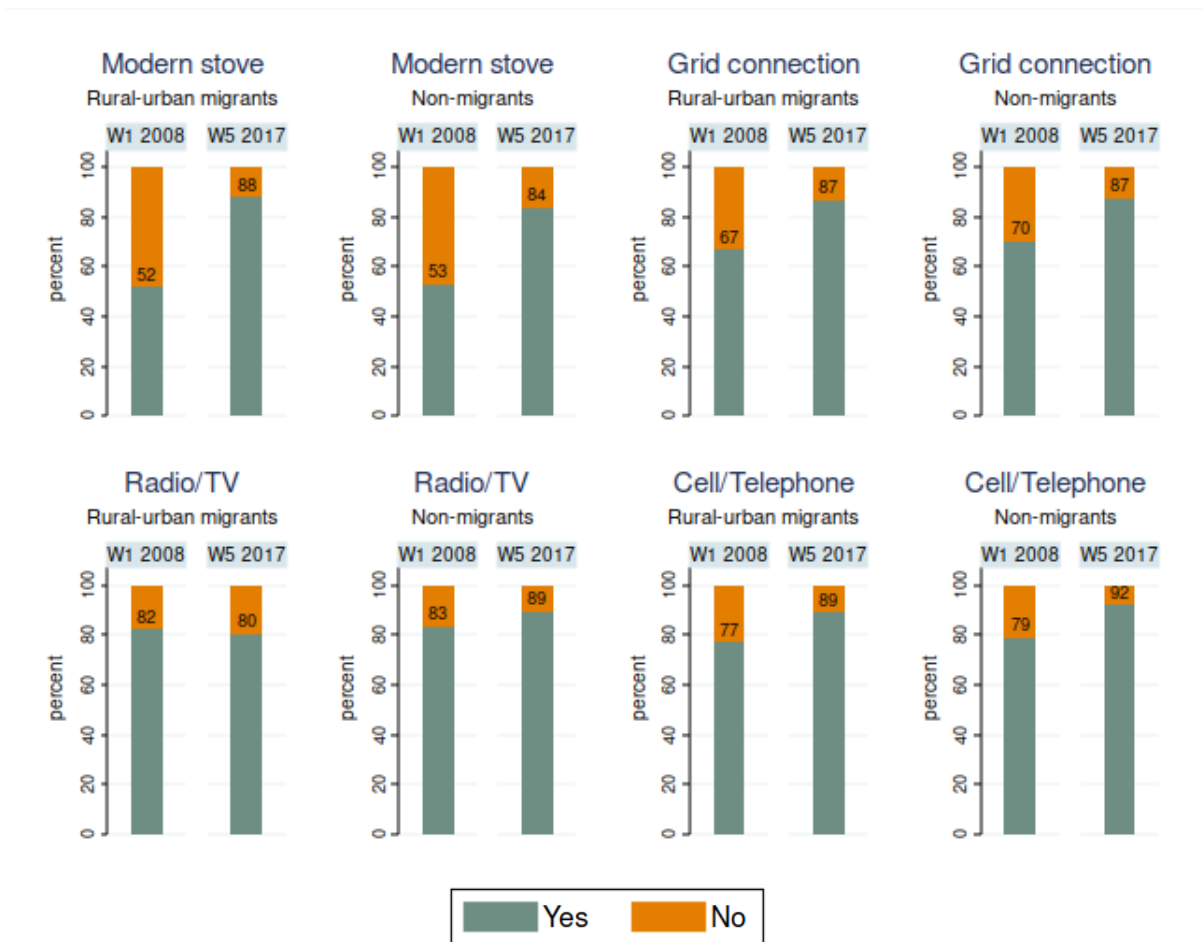 Modern stove
Rural-urban migrants
W1 2008 W5 2017
percent
0 20 40 60 80 100
52 88
Modern stove
Non-migrants
W1 2008 W5 2017
percent
0 20 40 60 80 100
53 84
Grid connection
Rural-urban migrants
W1 2008 W5 2017
percent
0 20 40 60 80 100
67 87
Grid connection
Non-migrants
W1 2008 W5 2017
percent
0 20 40 60 80 100
70 87
Radio/TV
Rural-urban migrants
W1 2008 W5 2017
percent
0 20 40 60 80 100
82 80
Radio/TV
Non-migrants
W1 2008 W5 2017
percent
0 20 40 60 80 100
83 89
Cell/Telephone
Rural-urban migrants
W1 2008 W5 2017
percent
0 20 40 60 80 100
77 89
Cell/Telephone
Non-migrants
W1 2008 W5 2017
percent
0 20 40 60 80 100
79 92
Yes No